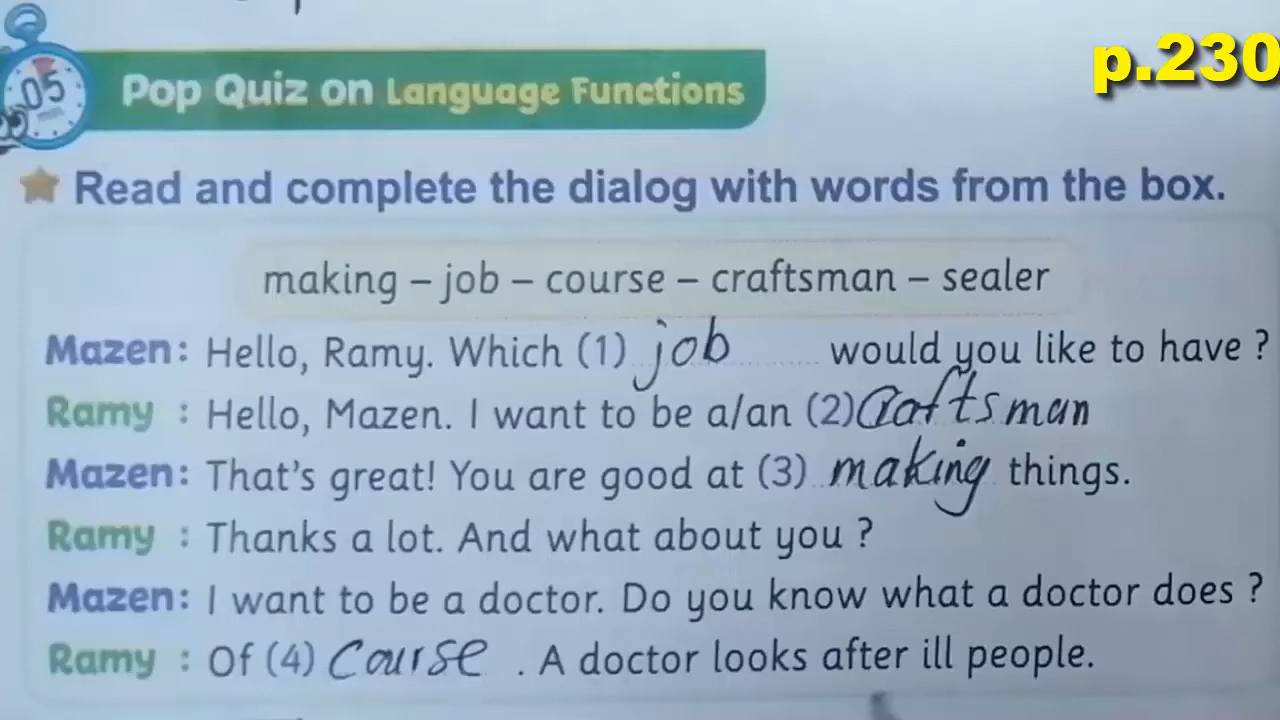 p.230
05
Pop Quiz on Language Functions
Read and complete the dialog with words from the box.
making – job – course – craftsman – sealer
Mazen: Hello, Ramy. Which (1) job would you like to have ?
Ramy : Hello, Mazen. I want to be a/an (2) Craftsman
Mazen: That's great! You are good at (3) making things.
Ramy : Thanks a lot. And what about you ?
Mazen: I want to be a doctor. Do you know what a doctor does ?
Ramy : Of (4) Course . A doctor looks after ill people.